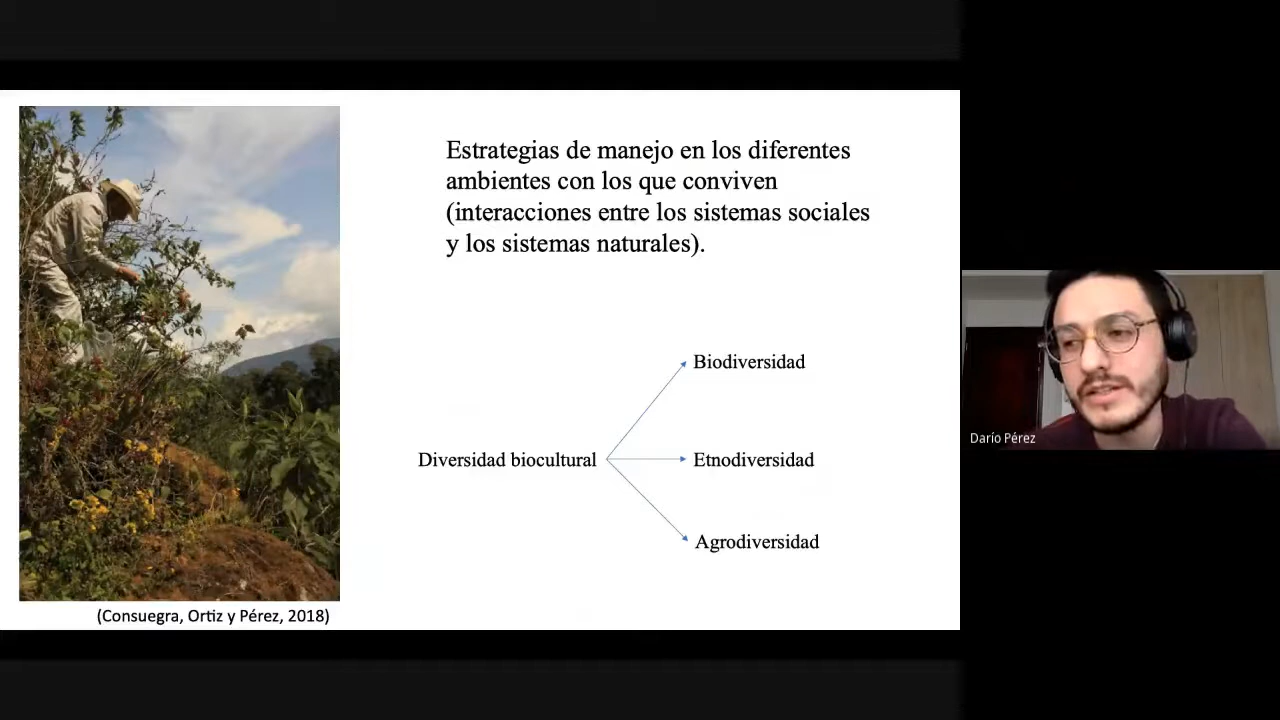 Estrategias de manejo en los diferentes
ambientes con los que conviven
(interacciones entre los sistemas sociales
y los sistemas naturales).
Biodiversidad
Diversidad biocultural
Etnodiversidad
Agrodiversidad
(Consuegra, Ortiz y Pérez, 2018)
Darío Pérez